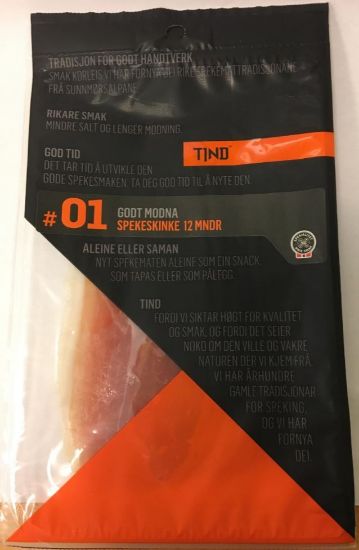 TRADISJON FOR GODT HANDTVERK
SMAK KORLEIS VI HAR FORNYA DEI RIKE SPEKEMATTRADISJONANE
FRÅ SUNNMØRSALPANE.
RIKARE SMAK
MINDRE SALT OG LENGER MODNING.
GOD TID
DET TAR TID Å UTVIKLE DEN
GODE SPEKESMAKEN. TA DEG GOD TID TIL Å NYTE DEN.
TIND
#01
GODT MODNA
SPEKESKINKE 12 MNDR
ALEINE ELLER SAMAN
NYT SPEKEMATEN ALEINE SOM EIN SNACK,
SOM TAPAS ELLER SOM PÅLEGG.
TIND
FORDI VI SIKTAR HØGT FOR KVALITET
OG SMAK, OG FORDI DET SEIER
NOKO OM DEN VILLE OG VAKRE
NATUREN DER VI KJEM FRÅ.
VI HAR ÅRHUNDRE
GAMLE TRADISJONAR
FOR SPEKING,
OG VI HAR
FORNYA
DEI.